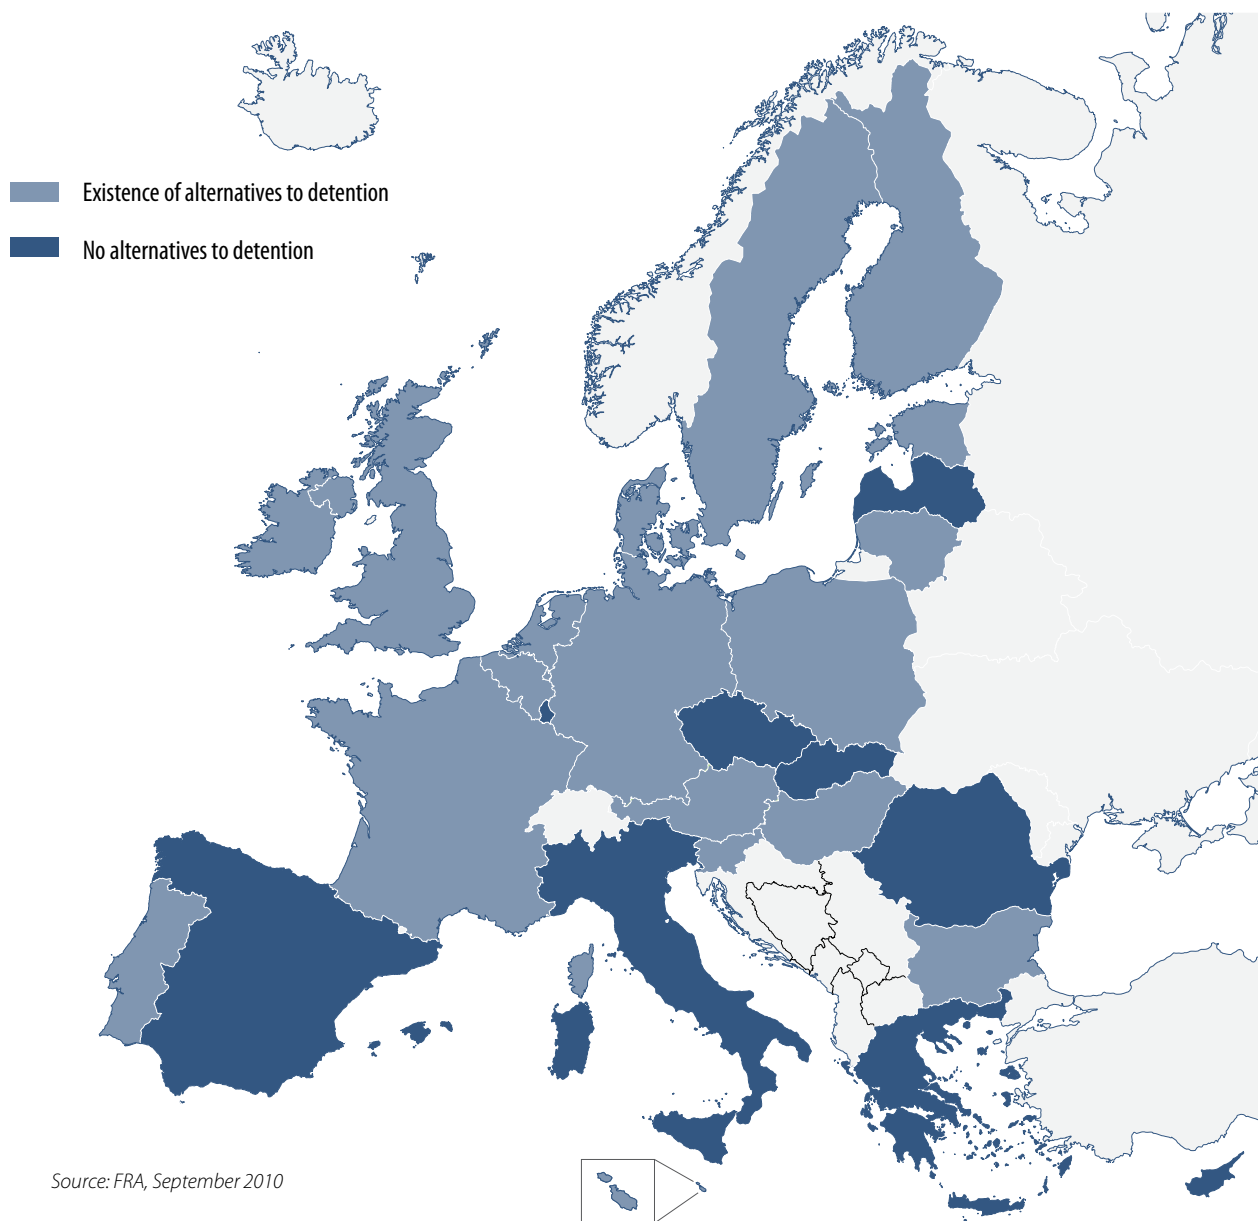 Existence of alternatives to detention
No alternatives to detention
Source: FRA, September 2010